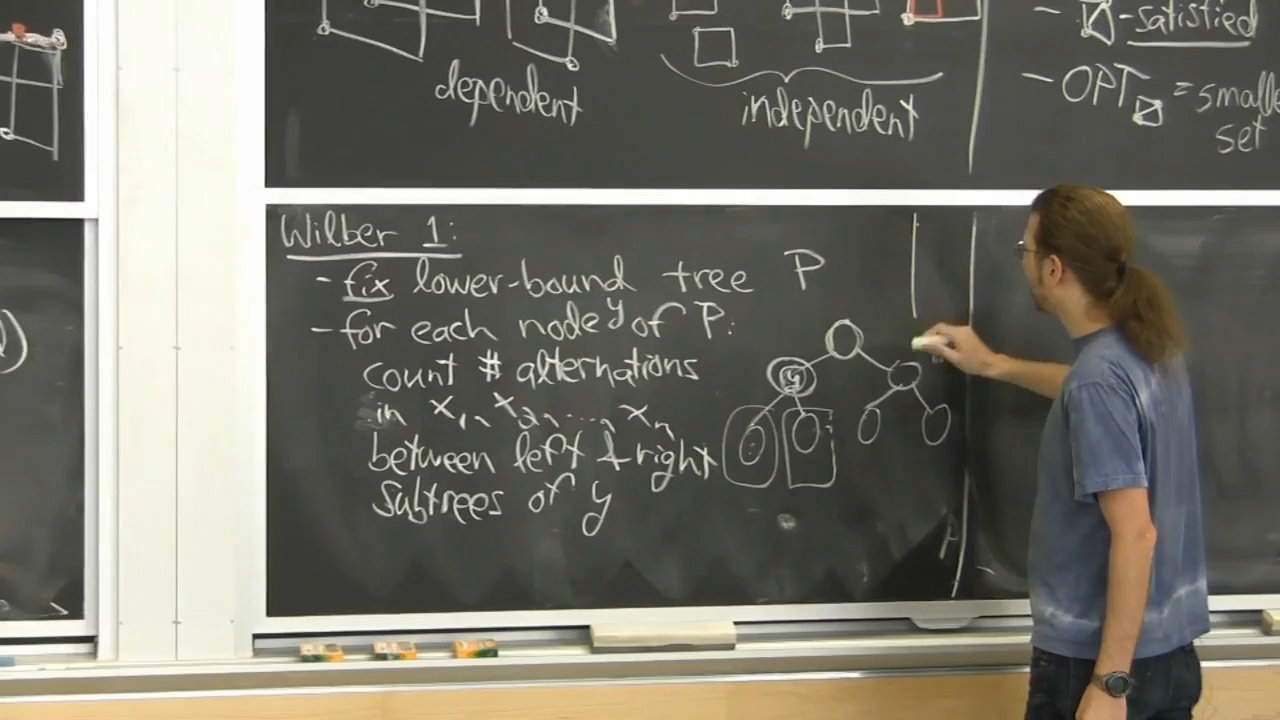 dependent
independent
- -satisfied
- OPT = smalle
set
Wilber 1:
- fix lower-bound tree P
- for each node y of P:
count # alternations
in x1, x2, ..., xn
between left & right
subtrees of y
y